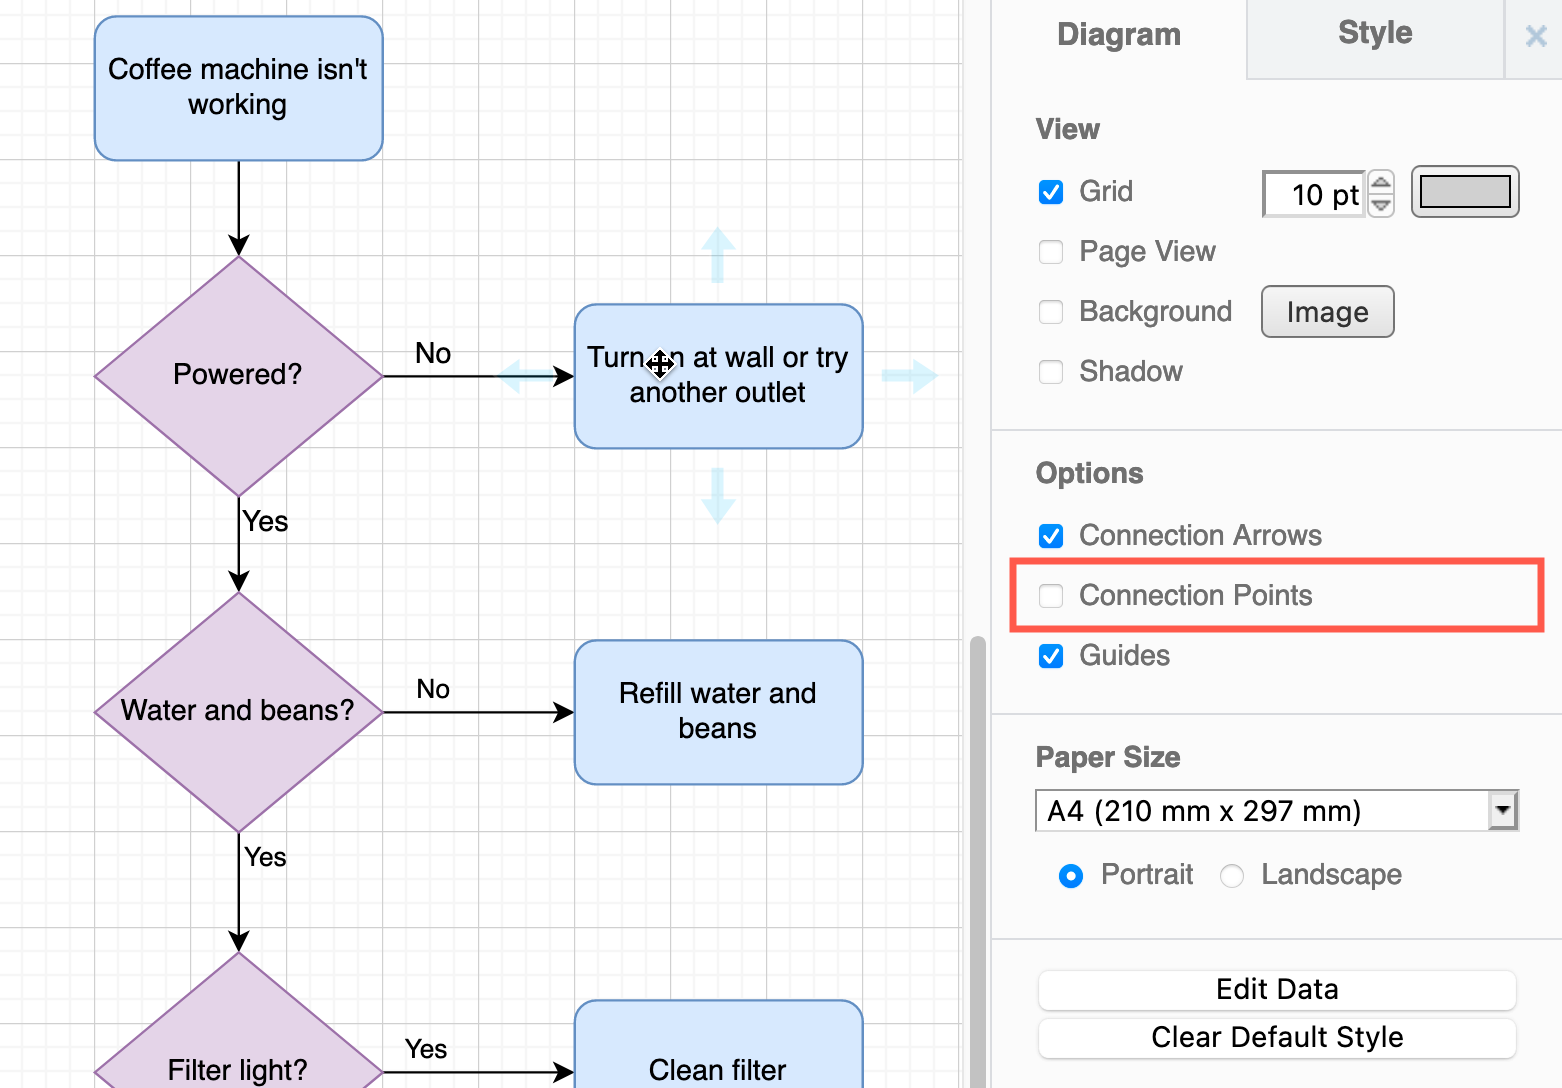 Coffee machine isn't
working
Powered?
No
Turn on at wall or try
another outlet
Yes
Water and beans?
No
Refill water and
beans
Yes
Filter light?
Yes
Clean filter
Diagram
Style
View
Grid
10 pt
Page View
Background
Image
Shadow
Options
Connection Arrows
Connection Points
Guides
Paper Size
A4 (210 mm x 297 mm)
Portrait
Landscape
Edit Data
Clear Default Style